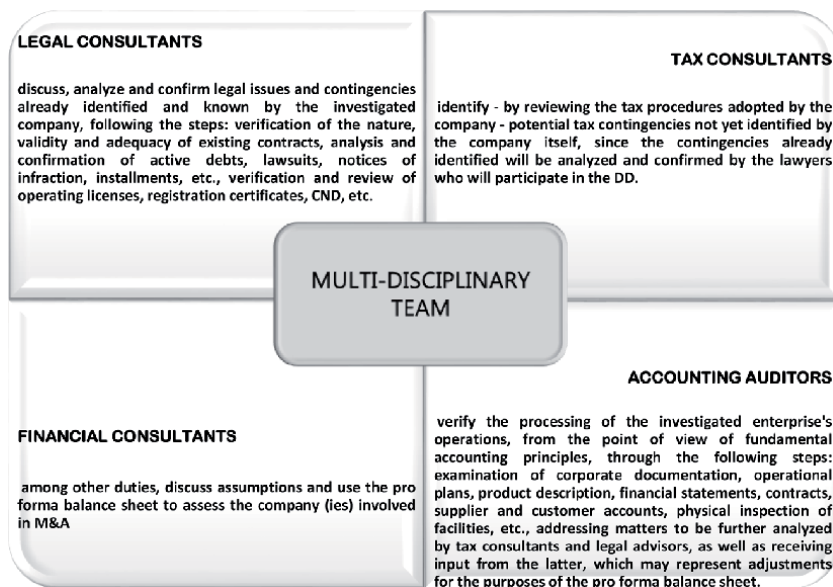 LEGAL CONSULTANTS
discuss, analyze and confirm legal issues and contingencies
already identified and known by the investigated
company, following the steps: verification of the nature,
validity and adequacy of existing contracts, analysis and
confirmation of active debts, lawsuits, notices of
infraction, installments, etc., verification and review of
operating licenses, registration certificates, CND, etc.
TAX CONSULTANTS
identify - by reviewing the tax procedures adopted by the
company - potential tax contingencies not yet identified by
the company itself, since the contingencies already
identified will be analyzed and confirmed by the lawyers
who will participate in the DD.
MULTI-DISCIPLINARY
TEAM
FINANCIAL CONSULTANTS
among other duties, discuss assumptions and use the pro
forma balance sheet to assess the company (ies) involved
in M&A
ACCOUNTING AUDITORS
verify the processing of the investigated enterprise's
operations, from the point of view of fundamental
accounting principles, through the following steps:
examination of corporate documentation, operational
plans, product description, financial statements, contracts,
supplier and customer accounts, physical inspection of
facilities, etc., addressing matters to be further analyzed
by tax consultants and legal advisors, as well as receiving
input from the latter, which may represent adjustments
for the purposes of the pro forma balance sheet.